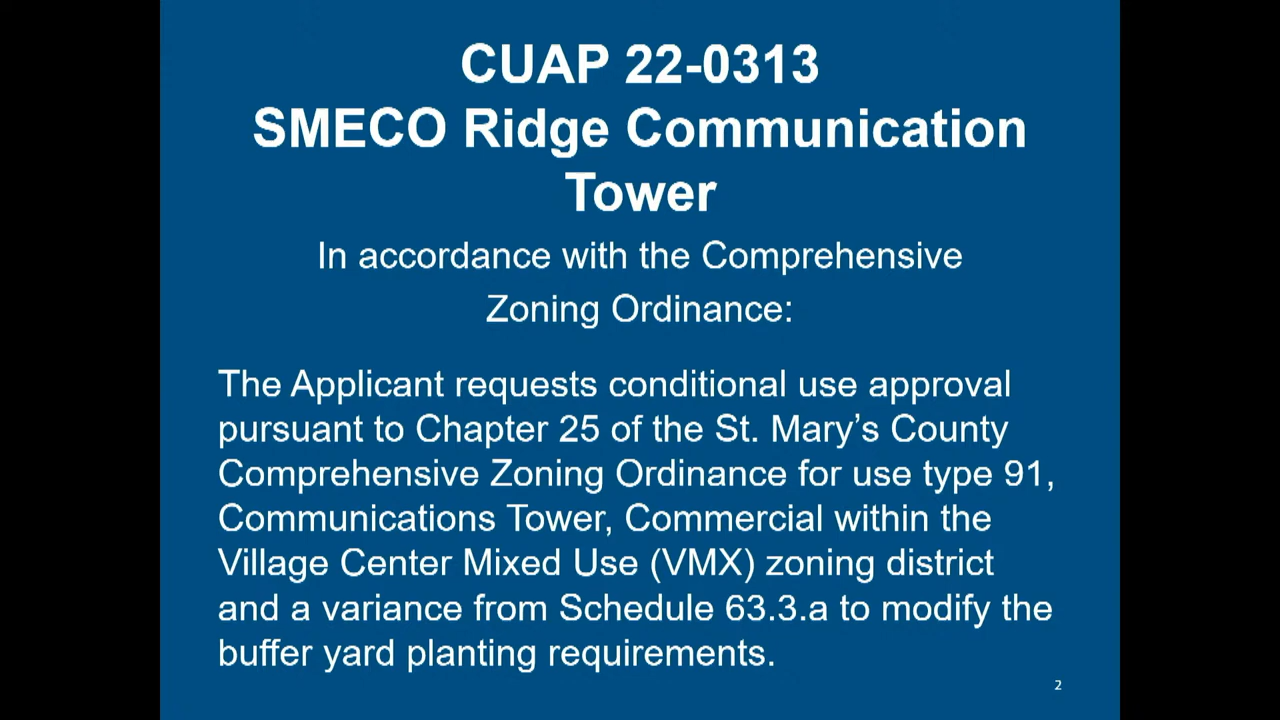 CUAP 22-0313
SMECO Ridge Communication
Tower
In accordance with the Comprehensive
Zoning Ordinance:
The Applicant requests conditional use approval
pursuant to Chapter 25 of the St. Mary’s County
Comprehensive Zoning Ordinance for use type 91,
Communications Tower, Commercial within the
Village Center Mixed Use (VMX) zoning district
and a variance from Schedule 63.3.a to modify the
buffer yard planting requirements.
2